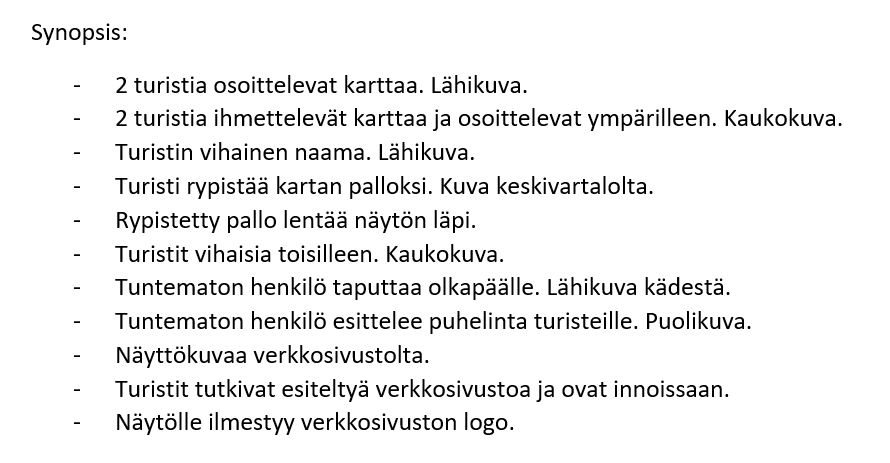 Synopsis:
- 2 turistia osoittelevat karttaa. Lähikuva.
- 2 turistia ihmettelevät karttaa ja osoittelevat ympärilleen. Kaukokuva.
- Turistin vihainen naama. Lähikuva.
- Turisti rypistää kartan palloksi. Kuva keskivartalolta.
- Rypistetty pallo lentää näytön läpi.
- Turistit vihaisia toisilleen. Kaukokuva.
- Tuntematon henkilö taputtaa olkapäälle. Lähikuva kädestä.
- Tuntematon henkilö esittelee puhelinta turisteille. Puolikuva.
- Näyttökuvaa verkkosivustolta.
- Turistit tutkivat esiteltyä verkkosivustoa ja ovat innoissaan.
- Näytölle ilmestyy verkkosivuston logo.